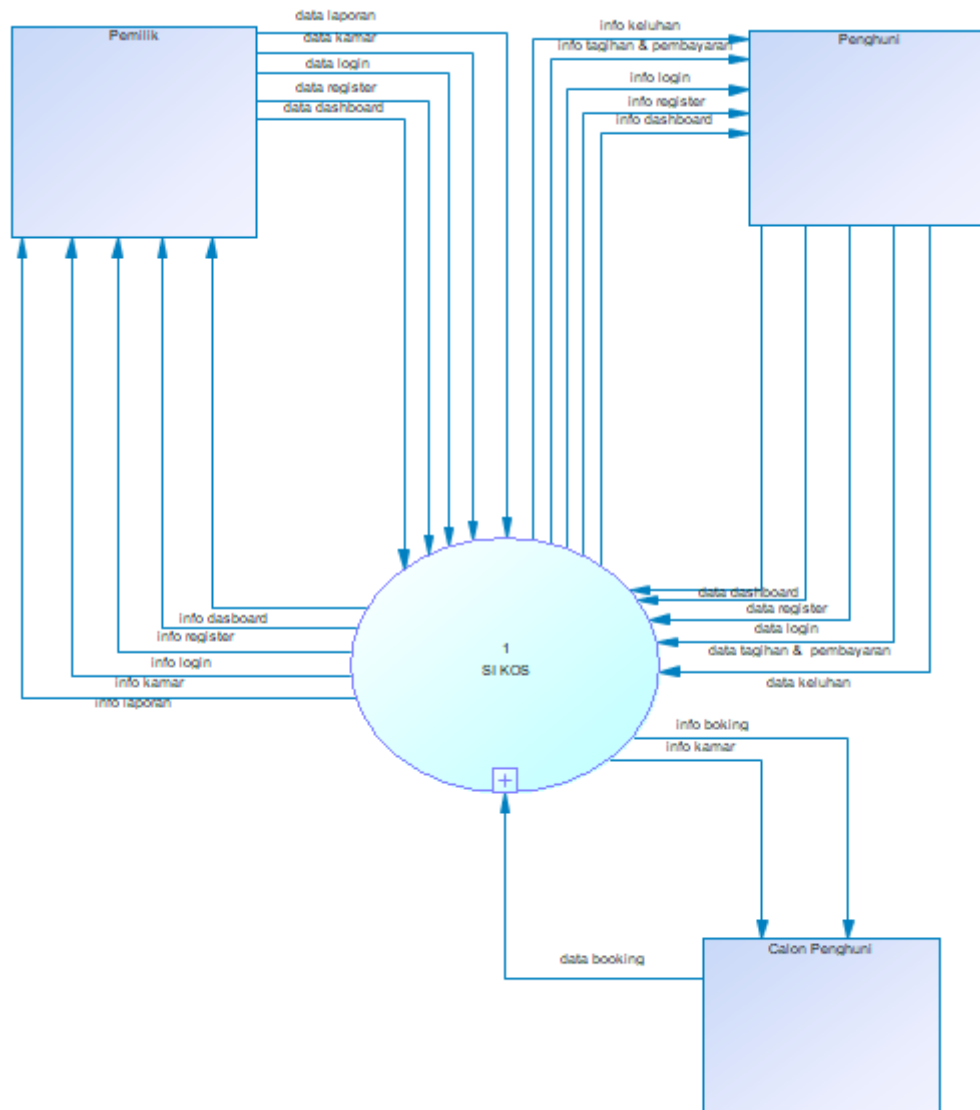 data laporan
Pemilik
data kamar
data login
data register
data dashboard
info keluhan
Penghuni
info tagihan & pembayaran
info login
info register
info dashboard
info dasboard
info register
info login
info kamar
info laporan
1
SI KOS
data dashboard
data register
data login
data tagihan & pembayaran
data keluhan
info boking
info kamar
Calon Penghuni
data booking